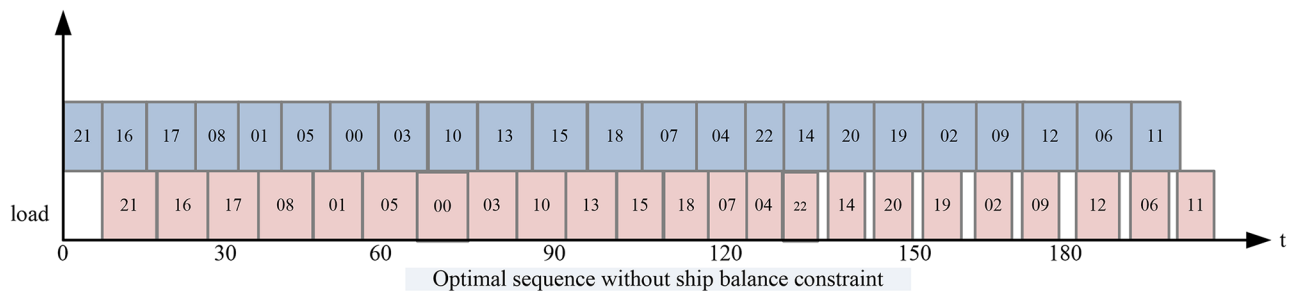 21 16 17 08 01 05 00 03 10 13 15 18 07 04 22 14 20 19 02 09 12 06 11
load 21 16 17 08 01 05 00 03 10 13 15 18 07 04 22 14 20 19 02 09 12 06 11
t
0 30 60 90 120 150 180
Optimal sequence without ship balance constraint